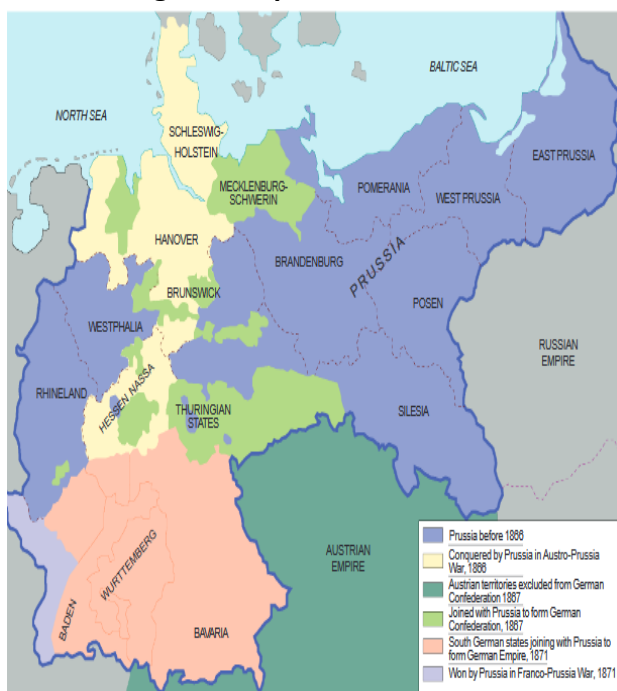 BALTIC SEA
NORTH SEA
SCHLESWIG-
HOLSTEIN
EAST PRUSSIA
MECKLENBURG-
SCHWERIN
POMERANIA
WEST PRUSSIA
HANOVER
BRANDENBURG
PRUSSIA
BRUNSWICK
POSEN
WESTPHALIA
RUSSIAN
EMPIRE
RHINELAND
HESSEN NASSA
THURINGIAN
STATES
SILESIA
WURTTEMBERG
AUSTRIAN
EMPIRE
BADEN
BAVARIA
Prussia before 1866
Conquered by Prussia in Austro-Prussia
War, 1866
Austrian territories excluded from German
Confederation 1867
Joined with Prussia to form German
Confederation, 1867
South German states joining with Prussia to
form German Empire, 1871
Won by Prussia in Franco-Prussia War, 1871